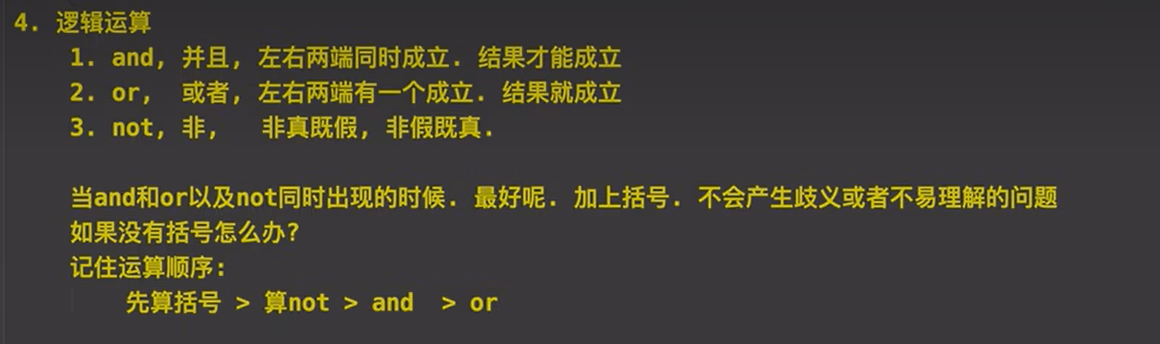 4. 逻辑运算
1. and, 并且, 左右两端同时成立. 结果才能成立
2. or, 或者, 左右两端有一个成立. 结果就成立
3. not, 非, 非真既假, 非假既真.
当and和or以及not同时出现的时候. 最好呢. 加上括号. 不会产生歧义或者不易理解的问题
如果没有括号怎么办?
记住运算顺序:
先算括号 > 算not > and > or